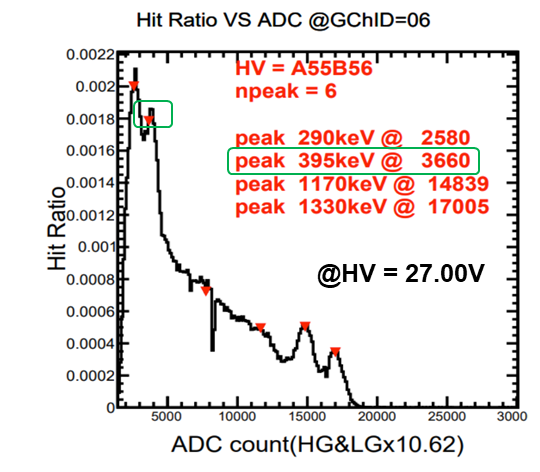 Hit Ratio VS ADC @GChID=06
0.0022
0.002
0.0018
0.0016
0.0014
0.0012
0.001
0.0008
0.0006
0.0004
0.0002
0
Hit Ratio
HV = A55B56
npeak = 6
peak 290keV @ 2580
peak 395keV @ 3660
peak 1170keV @ 14839
peak 1330keV @ 17005
@HV = 27.00V
5000 10000 15000 20000 25000 3000
ADC count(HG&LGx10.62)